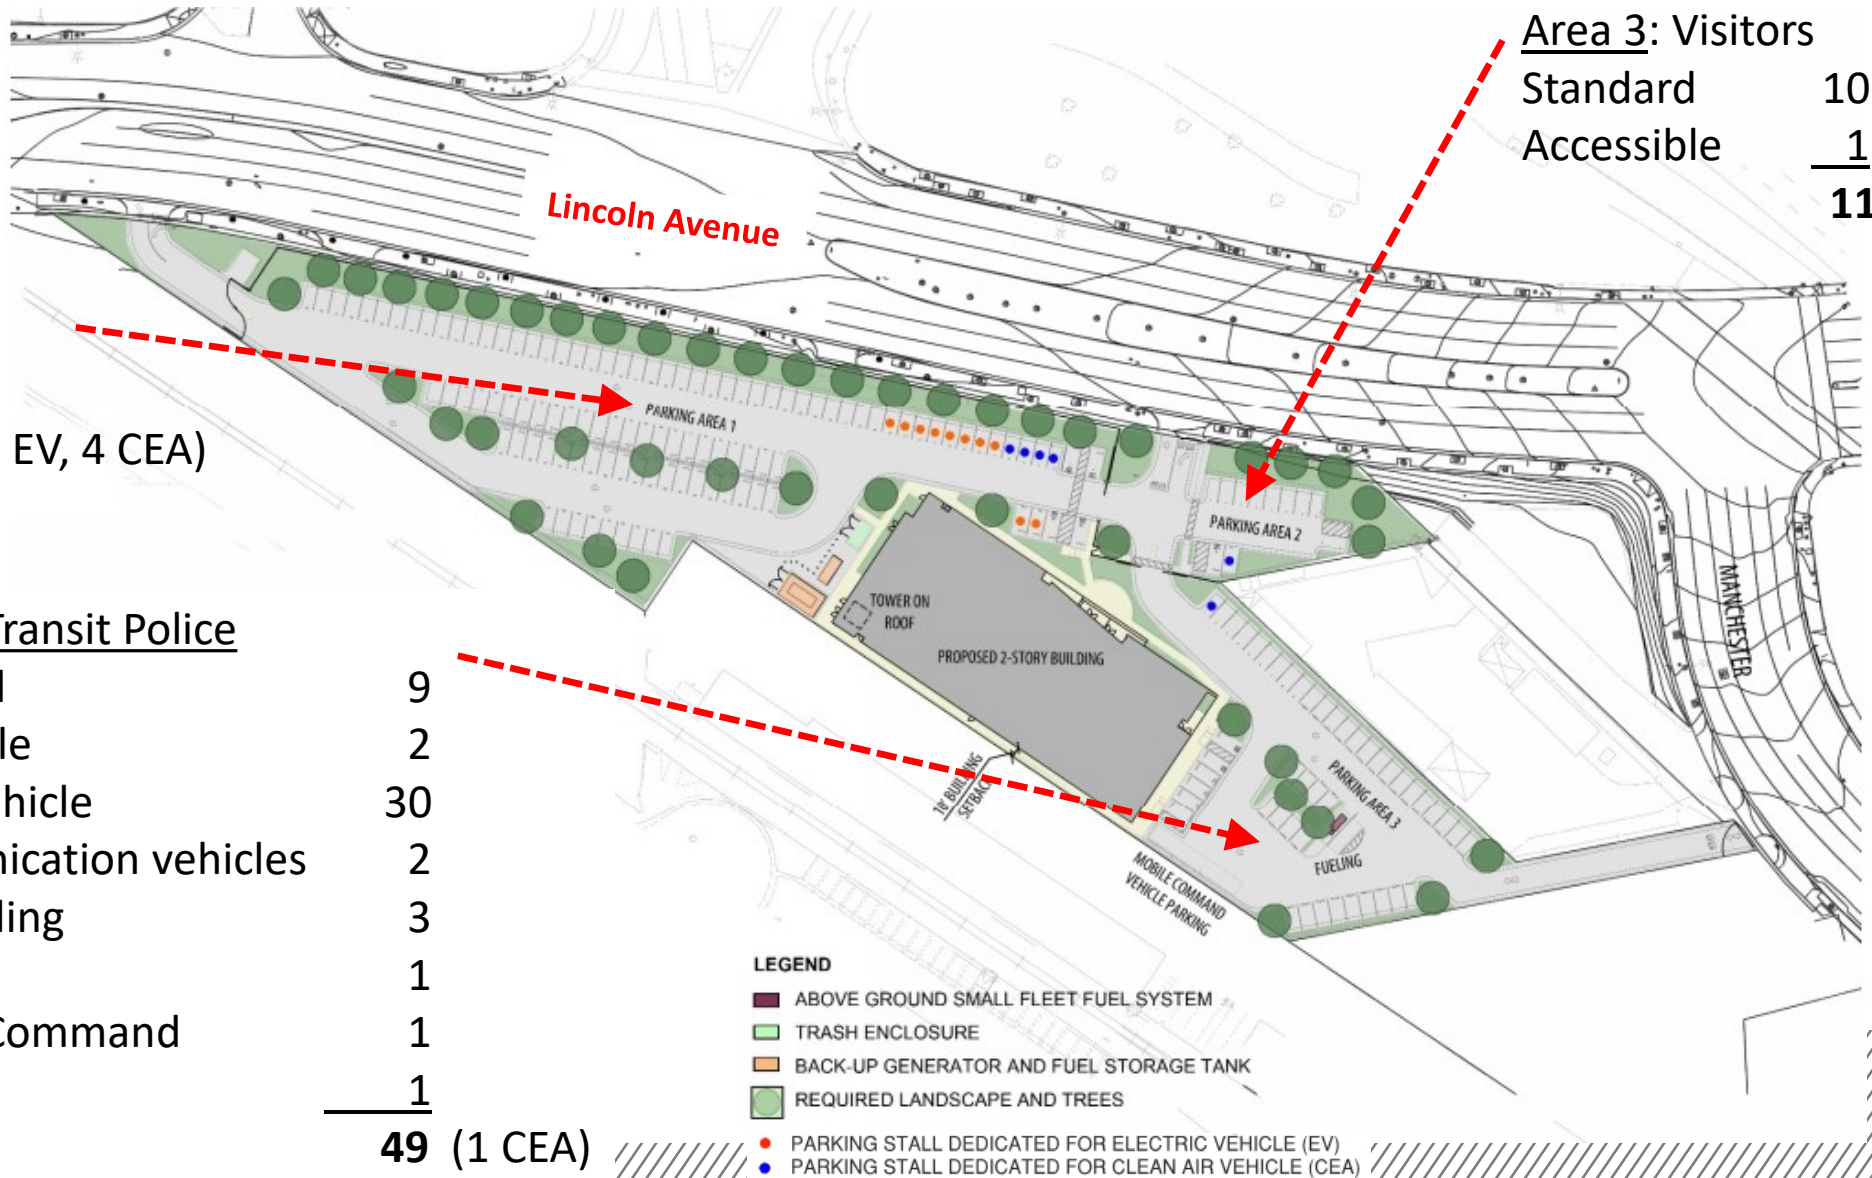 Area 3: Visitors
Standard 10
Accessible 1
11
Lincoln Avenue
PARKING AREA 1
EV, 4 CEA)
PARKING AREA 2
MANCHESTER
TOWER ON
ROOF
PROPOSED 2-STORY BUILDING
Transit Police
9
2
30
2
3
1
Command 1
1
49 (1 CEA)
vehicles
BUILDING
PARKING AREA 3
FUELING
MOBILE COMMAND
VEHICLE PARKING
LEGEND
ABOVE GROUND SMALL FLEET FUEL SYSTEM
TRASH ENCLOSURE
BACK-UP GENERATOR AND FUEL STORAGE TANK
REQUIRED LANDSCAPE AND TREES
PARKING STALL DEDICATED FOR ELECTRIC VEHICLE (EV)
PARKING STALL DEDICATED FOR CLEAN AIR VEHICLE (CEA)